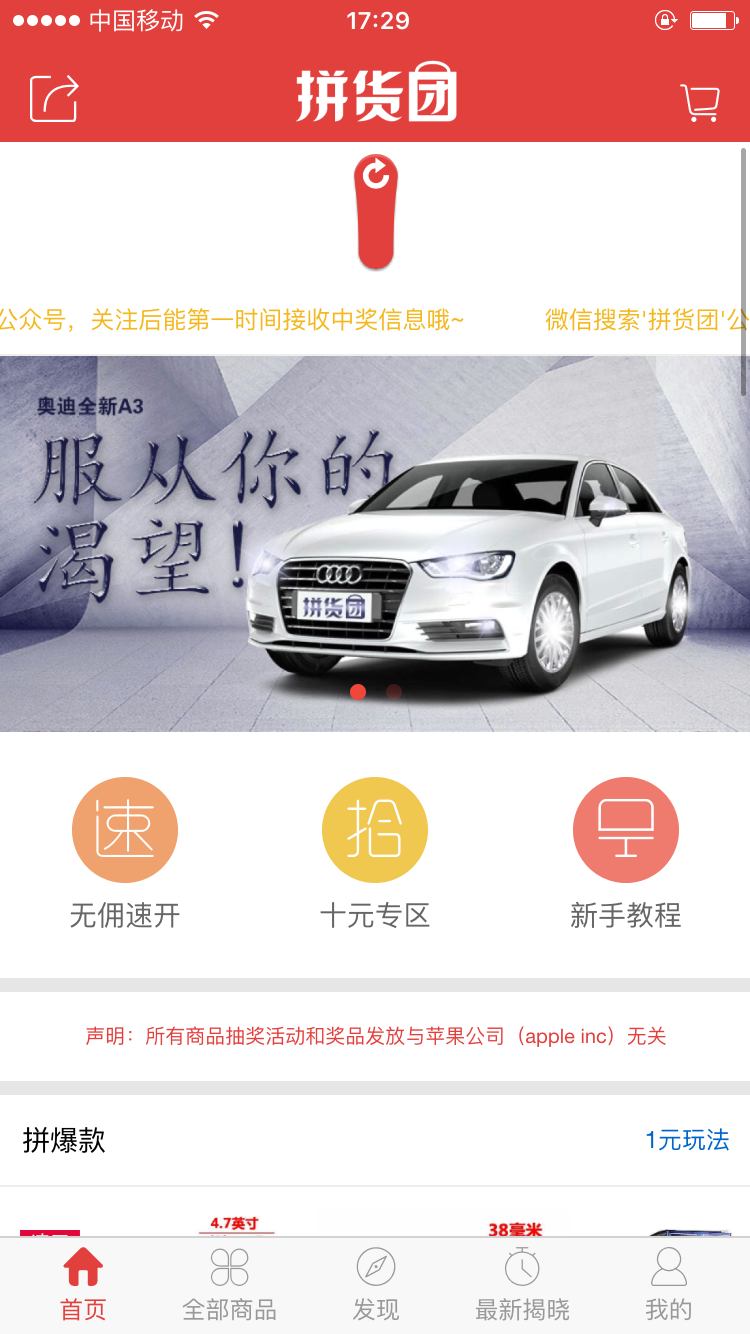 中国移动
17:29
拼货团
公众号，关注后能第一时间接收中奖信息哦~
微信搜索'拼货团'公
奥迪全新A3
服从你的
渴望！
拼货团
速
拾
无佣速开
十元专区
新手教程
声明：所有商品抽奖活动和奖品发放与苹果公司（apple inc）无关
拼爆款
1元玩法
4.7英寸
38毫米
首页
全部商品
发现
最新揭晓
我的